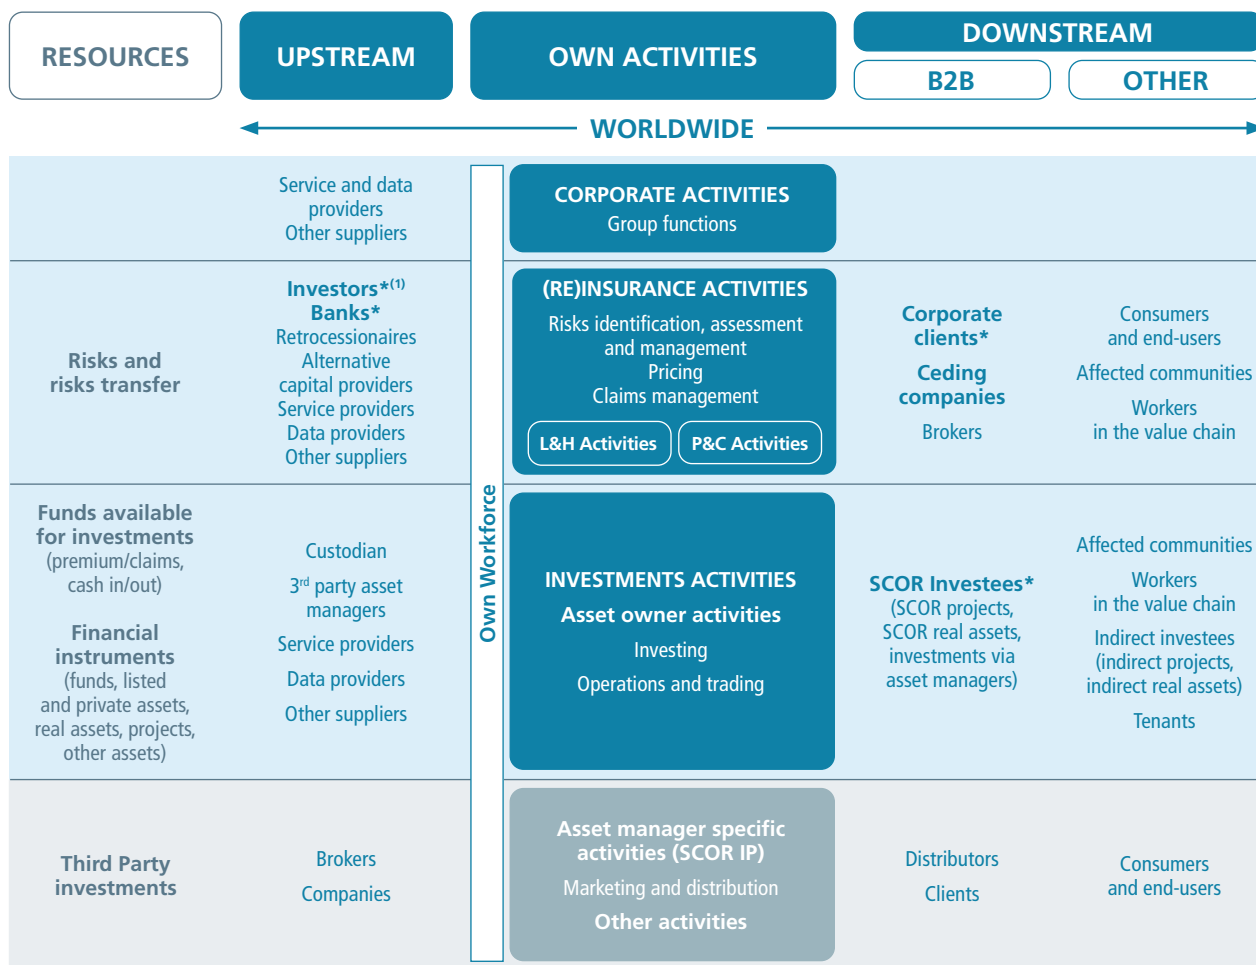 RESOURCES
UPSTREAM
OWN ACTIVITIES
DOWNSTREAM
B2B
OTHER
WORLDWIDE
Own Workforce
Service and data
providers
Other suppliers
CORPORATE ACTIVITIES
Group functions
Risks and
risks transfer
Investors*(1)
Banks*
Retrocessionaires
Alternative
capital providers
Service providers
Data providers
Other suppliers
(RE)INSURANCE ACTIVITIES
Risks identification, assessment
and management
Pricing
Claims management
L&H Activities
P&C Activities
Corporate
clients*
Ceding
companies
Brokers
Consumers
and end-users
Affected communities
Workers
in the value chain
Funds available
for investments
(premium/claims,
cash in/out)
Financial
instruments
(funds, listed
and private assets,
real assets, projects,
other assets)
Custodian
3rd party asset
managers
Service providers
Data providers
Other suppliers
INVESTMENTS ACTIVITIES
Asset owner activities
Investing
Operations and trading
SCOR Investees*
(SCOR projects,
SCOR real assets,
investments via
asset managers)
Affected communities
Workers
in the value chain
Indirect investees
(indirect projects,
indirect real assets)
Tenants
Third Party
investments
Brokers
Companies
Asset manager specific
activities (SCOR IP)
Marketing and distribution
Other activities
Distributors
Clients
Consumers
and end-users